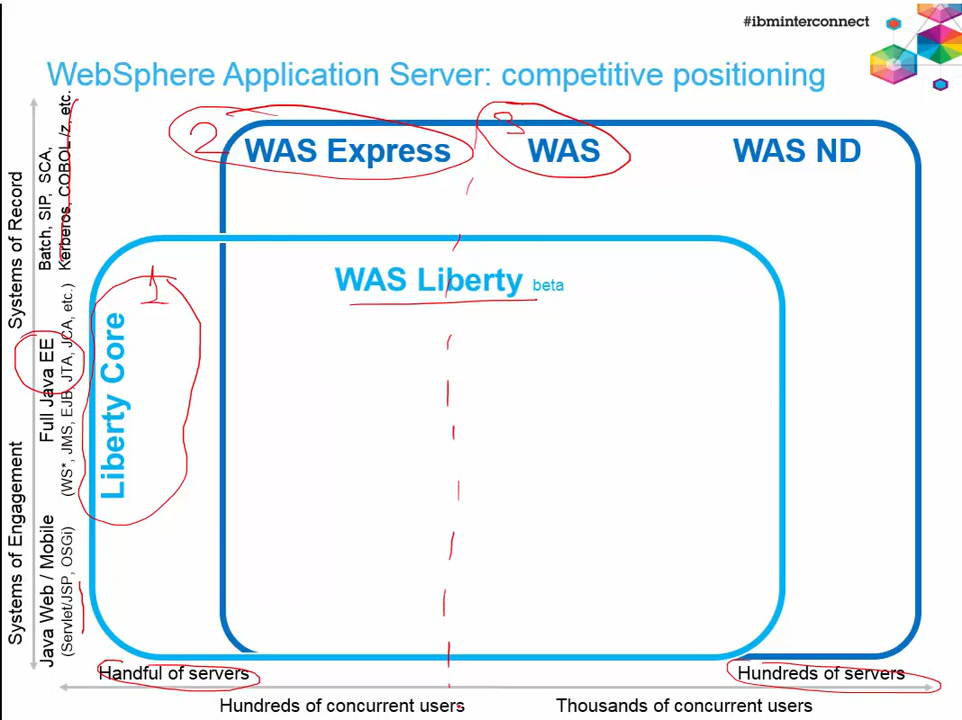 #ibminterconnect
WebSphere Application Server: competitive positioning
Systems of Record
Batch, SIP, SCA,
Kerberos, COBOL/z, etc.
Full Java EE
(WS*, JMS, EJB, JTA, JCA, etc.)
Systems of Engagement
Java Web / Mobile
(Servlet/JSP, OSGi)
2
WAS Express
3
WAS
WAS ND
1
WAS Liberty beta
Liberty Core
Handful of servers
Hundreds of servers
Hundreds of concurrent users
Thousands of concurrent users